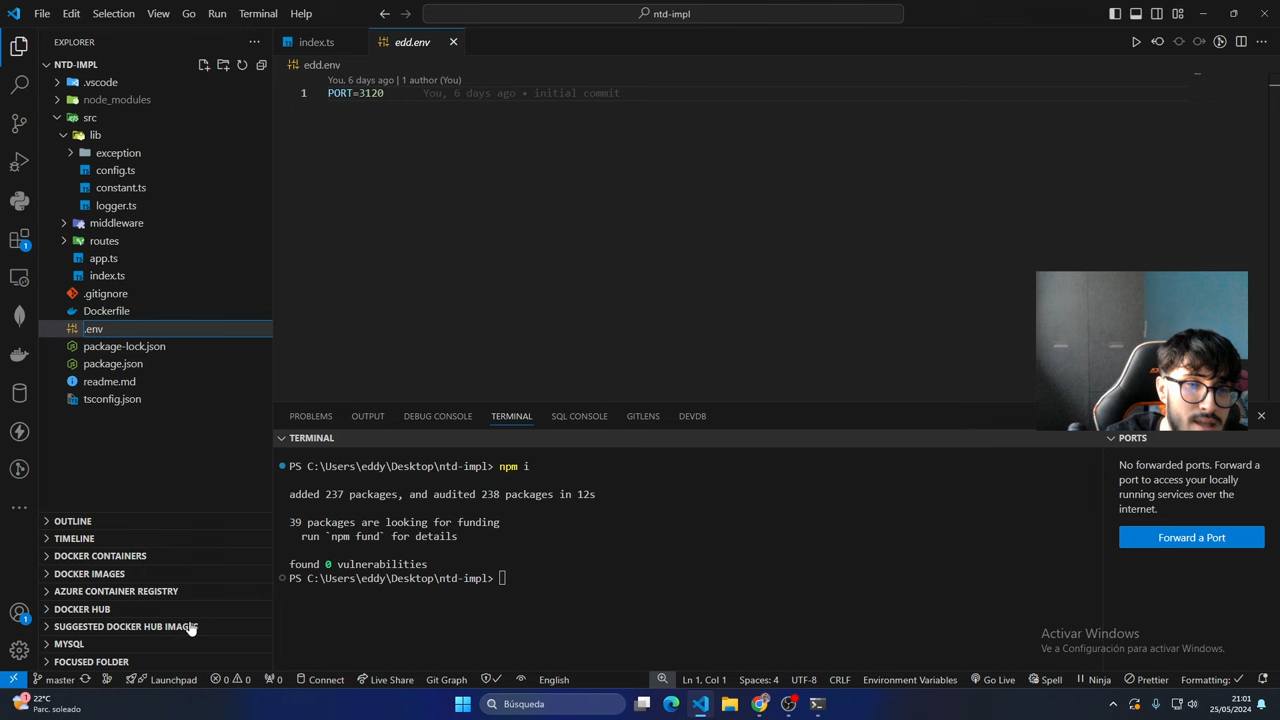 File Edit Selection View Go Run Terminal Help
ntd-impl
EXPLORER
index.ts
edd.env
NTD-IMPL
edd.env
.vscode
You, 6 days ago | 1 author (You)
1 PORT=3120 You, 6 days ago • initial commit
node_modules
src
lib
exception
config.ts
constant.ts
logger.ts
middleware
routes
app.ts
index.ts
.gitignore
Dockerfile
.env
package-lock.json
package.json
readme.md
tsconfig.json
PROBLEMS OUTPUT DEBUG CONSOLE TERMINAL SQL CONSOLE GITLENS DEVDB
TERMINAL
PS C:\Users\eddy\Desktop\ntd-impl> npm i
added 237 packages, and audited 238 packages in 12s
39 packages are looking for funding
run `npm fund` for details
found 0 vulnerabilities
PS C:\Users\eddy\Desktop\ntd-impl>
PORTS
No forwarded ports. Forward a
port to access your locally
running services over the
internet.
Forward a Port
OUTLINE
TIMELINE
DOCKER CONTAINERS
DOCKER IMAGES
AZURE CONTAINER REGISTRY
DOCKER HUB
SUGGESTED DOCKER HUB IMAGES
MYSQL
FOCUSED FOLDER
Activar Windows
Ve a Configuración para activar Windows.
master Launchpad 0 0 0 Connect Live Share Git Graph English Ln 1, Col 1 Spaces: 4 UTF-8 CRLF Environment Variables Go Live Spell Ninja Prettier Formatting:
22°C
Parc. soleado
Búsqueda
21:01
25/05/2024